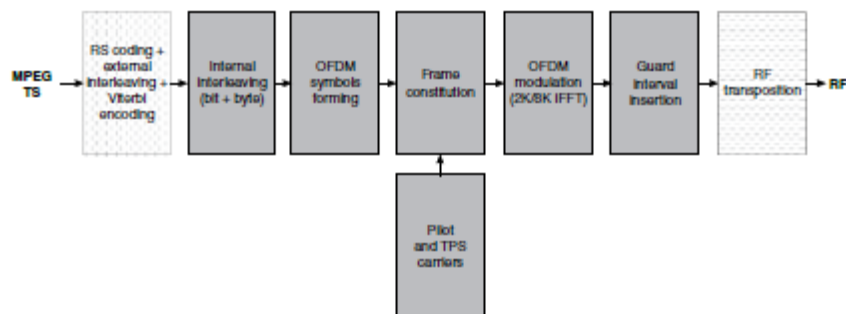 MPEG
TS
RS coding +
external
interleaving +
Viterbi
encoding
Internal
interleaving
(bit + byte)
OFDM
symbols
forming
Frame
constitution
OFDM
modulation
(2K/8K IFFT)
Guard
interval
insertion
RF
transposition
RF
Pilot
and TPS
carriers